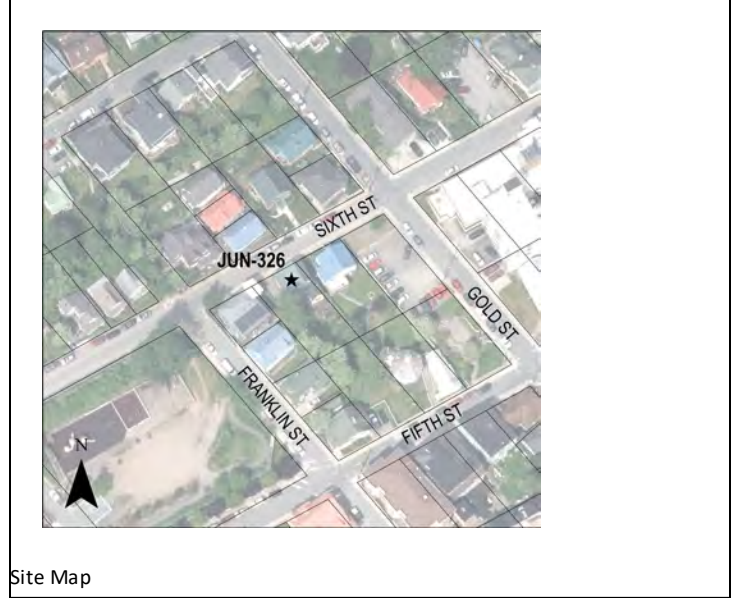 SIXTH ST
JUN-326
GOLD ST
FRANKLIN ST
FIFTH ST
N
Site Map